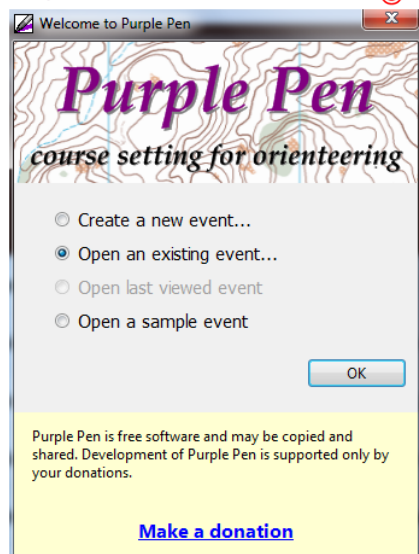 Welcome to Purple Pen
Purple Pen
course setting for orienteering
Create a new event...
Open an existing event...
Open last viewed event
Open a sample event
OK
Purple Pen is free software and may be copied and
shared. Development of Purple Pen is supported only by
your donations.
Make a donation